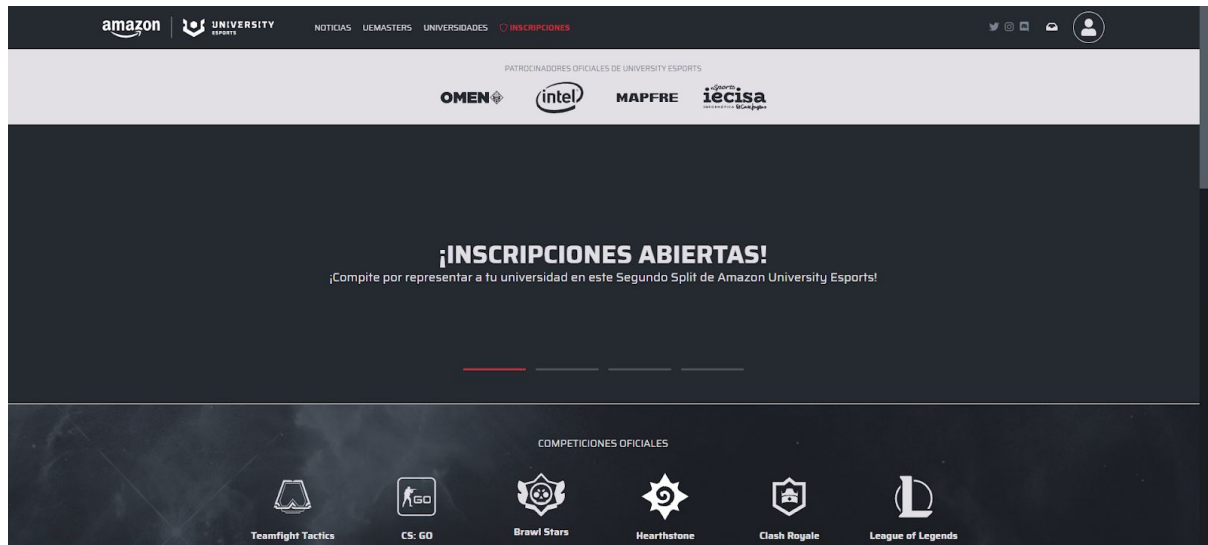 amazon UNIVERSITY ESPORTS NOTICIAS UEMASTERS UNIVERSIDADES INSCRIPCIONES
PATROCINADORES OFICIALES DE UNIVERSITY ESPORTS
OMEN intel MAPFRE eSports iecisa
¡INSCRIPCIONES ABIERTAS!
¡Compite por representar a tu universidad en este Segundo Split de Amazon University Esports!
COMPETICIONES OFICIALES
GO
Teamfight Tactics CS: GO Brawl Stars Hearthstone Clash Royale League of Legends